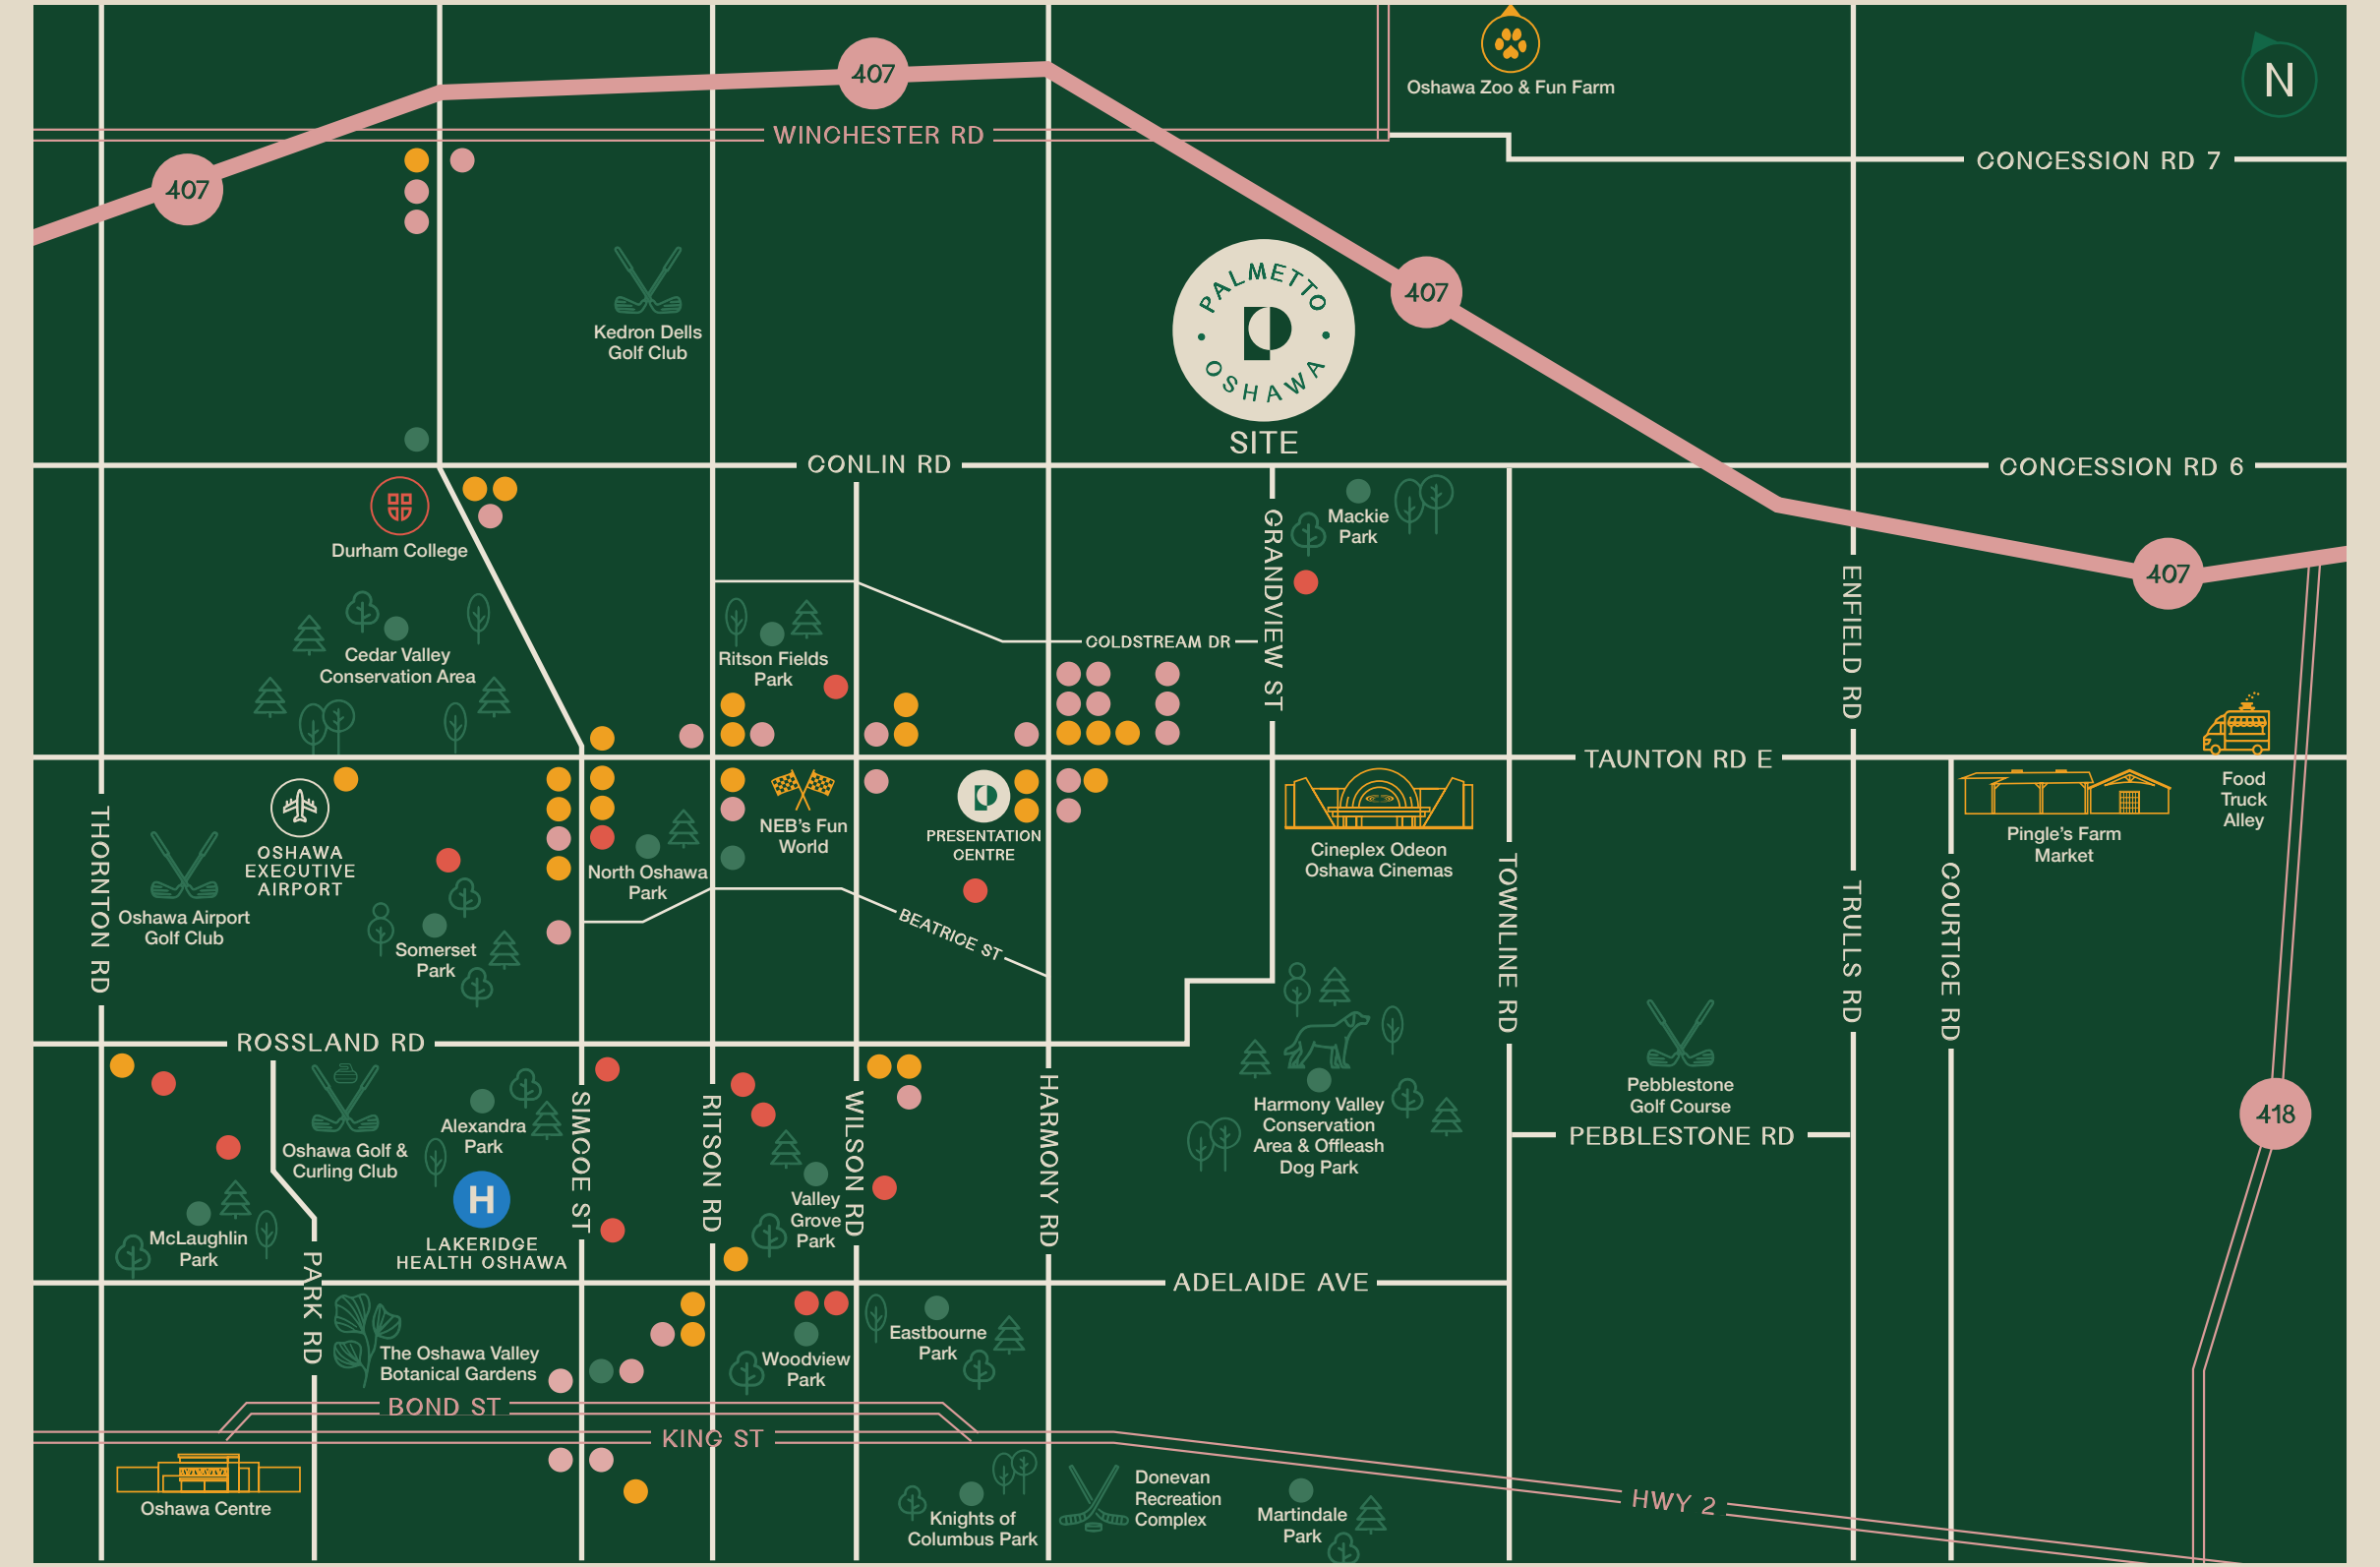 Oshawa Zoo & Fun Farm
N
407
WINCHESTER RD
CONCESSION RD 7
407
407
PALMETTO
OSHAWA
SITE
Kedron Dells
Golf Club
CONLIN RD
CONCESSION RD 6
Durham College
Mackie
Park
GRANDVIEW ST
407
ENFIELD RD
COLDSTREAM DR
Cedar Valley
Conservation Area
Ritson Fields
Park
TAUNTON RD E
THORNTON RD
OSHAWA
EXECUTIVE
AIRPORT
Oshawa Airport
Golf Club
Somerset
Park
North Oshawa
Park
NEB's Fun
World
PRESENTATION
CENTRE
BEATRICE ST
Cineplex Odeon
Oshawa Cinemas
TOWNLINE RD
TRULLS RD
COURTICE RD
Pingle's Farm
Market
Food
Truck
Alley
ROSSLAND RD
Oshawa Golf &
Curling Club
Alexandra
Park
H
LAKERIDGE
HEALTH OSHAWA
McLaughlin
Park
PARK RD
SIMCOE ST
RITSON RD
WILSON RD
HARMONY RD
Valley
Grove
Park
Harmony Valley
Conservation
Area & Offleash
Dog Park
Pebblestone
Golf Course
PEBBLESTONE RD
418
ADELAIDE AVE
The Oshawa Valley
Botanical Gardens
Woodview
Park
Eastbourne
Park
BOND ST
KING ST
HWY 2
Oshawa Centre
Knights of
Columbus Park
Donevan
Recreation
Complex
Martindale
Park